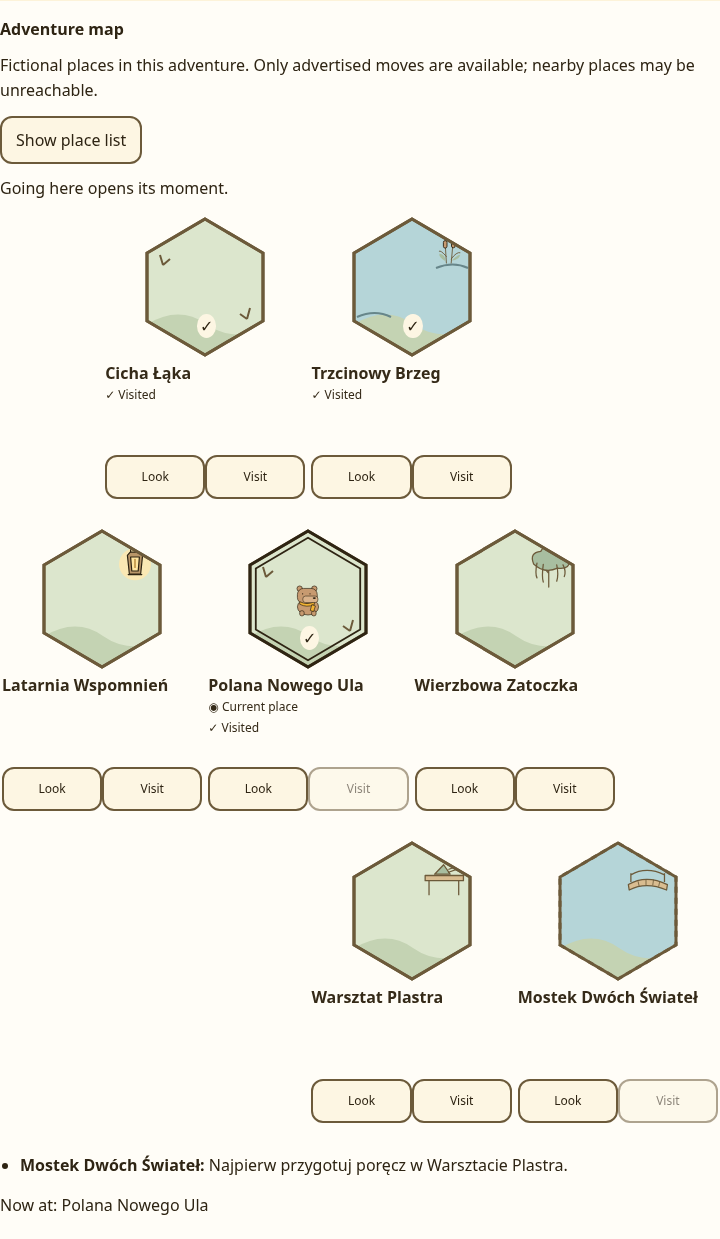 Adventure map
Fictional places in this adventure. Only advertised moves are available; nearby places may be
unreachable.
Show place list
Going here opens its moment.
✓ ✓
Cicha Łąka Trzcinowy Brzeg
✓ Visited ✓ Visited
Look Visit Look Visit
✓
Latarnia Wspomnień Polana Nowego Ula Wierzbowa Zatoczka
◉ Current place
✓ Visited
Look Visit Look Visit Look Visit
Warsztat Plastra Mostek Dwóch Świateł
Look Visit Look Visit
• Mostek Dwóch Świateł: Najpierw przygotuj poręcz w Warsztacie Plastra.
Now at: Polana Nowego Ula